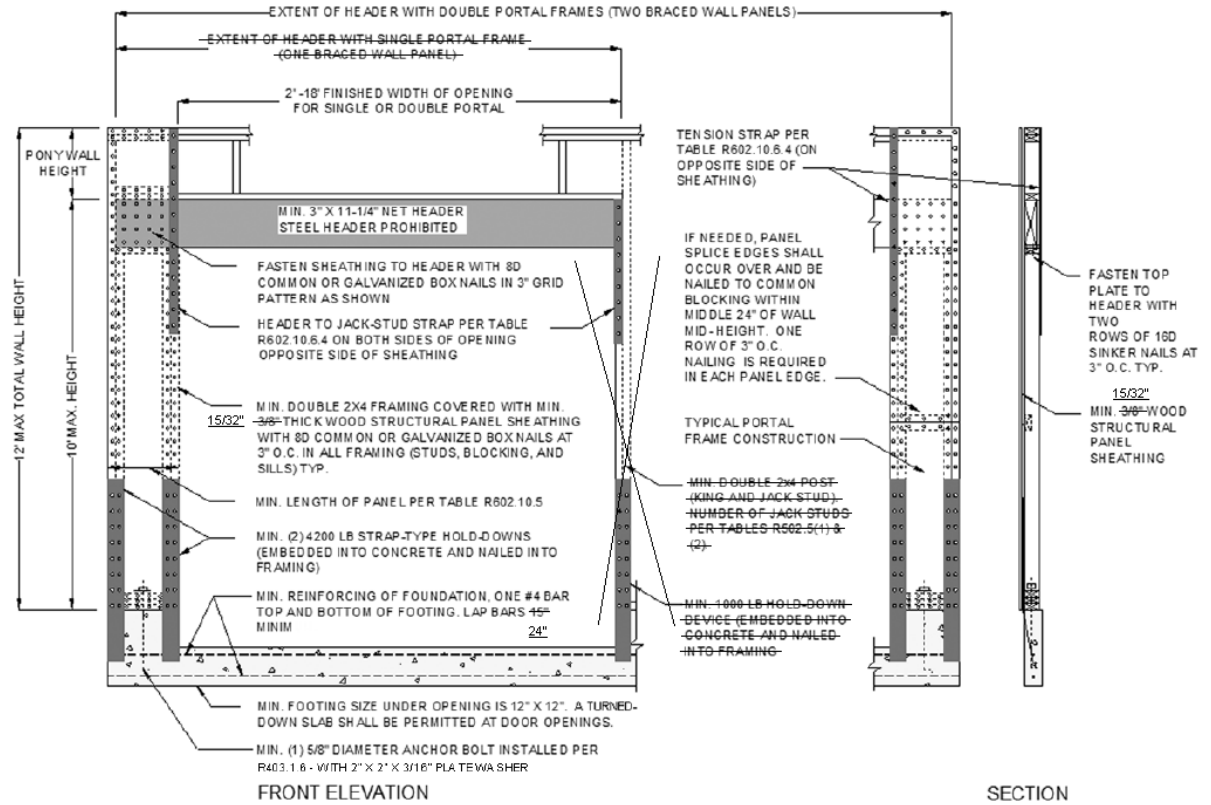 EXTENT OF HEADER WITH DOUBLE PORTAL FRAMES (TWO BRACED WALL PANELS)
EXTENT OF HEADER WITH SINGLE PORTAL FRAME
(ONE BRACED WALL PANEL)
2' -18' FINISHED WIDTH OF OPENING
FOR SINGLE OR DOUBLE PORTAL
PONY WALL
HEIGHT
12' MAX TOTAL WALL HEIGHT
10' MAX. HEIGHT
MIN. 3" X 11-1/4" NET HEADER
STEEL HEADER PROHIBITED
FASTEN SHEATHING TO HEADER WITH 8D
COMMON OR GALVANIZED BOX NAILS IN 3" GRID
PATTERN AS SHOWN
HEADER TO JACK-STUD STRAP PER TABLE
R602.10.6.4 ON BOTH SIDES OF OPENING
OPPOSITE SIDE OF SHEATHING
MIN. DOUBLE 2X4 FRAMING COVERED WITH MIN.
15/32" 3/8" THICK WOOD STRUCTURAL PANEL SHEATHING
WITH 8D COMMON OR GALVANIZED BOX NAILS AT
3" O.C. IN ALL FRAMING (STUDS, BLOCKING, AND
SILLS) TYP.
MIN. LENGTH OF PANEL PER TABLE R602.10.5
MIN. (2) 4200 LB STRAP-TYPE HOLD-DOWNS
(EMBEDDED INTO CONCRETE AND NAILED INTO
FRAMING)
MIN. REINFORCING OF FOUNDATION, ONE #4 BAR
TOP AND BOTTOM OF FOOTING. LAP BARS 15"
MINIM
24"
MIN. FOOTING SIZE UNDER OPENING IS 12" X 12". A TURNED-
DOWN SLAB SHALL BE PERMITTED AT DOOR OPENINGS.
MIN. (1) 5/8" DIAMETER ANCHOR BOLT INSTALLED PER
R403.1.6 - WITH 2" X 2" X 3/16" PLATE WASHER
FRONT ELEVATION
TENSION STRAP PER
TABLE R602.10.6.4 (ON
OPPOSITE SIDE OF
SHEATHING)
IF NEEDED, PANEL
SPLICE EDGES SHALL
OCCUR OVER AND BE
NAILED TO COMMON
BLOCKING WITHIN
MIDDLE 24" OF WALL
MID-HEIGHT. ONE
ROW OF 3" O.C.
NAILING IS REQUIRED
IN EACH PANEL EDGE.
TYPICAL PORTAL
FRAME CONSTRUCTION
MIN. DOUBLE 2x4 POST
(KING AND JACK STUD).
NUMBER OF JACK STUDS
PER TABLES R502.5(1) &
(2).
MIN. 1000 LB HOLD-DOWN
DEVICE (EMBEDDED INTO
CONCRETE AND NAILED
INTO FRAMING
FASTEN TOP
PLATE TO
HEADER WITH
TWO
ROWS OF 16D
SINKER NAILS AT
3" O.C. TYP.
15/32"
MIN. 3/8" WOOD
STRUCTURAL
PANEL
SHEATHING
SECTION